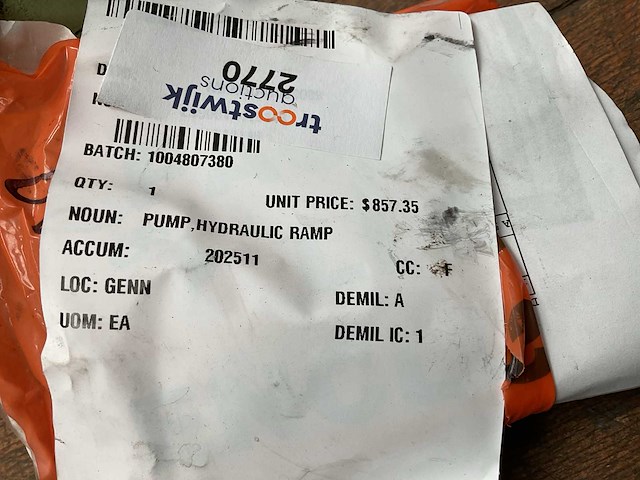 troostwijk
auctions
2770
D
BATCH: 1004807380
QTY: 1 UNIT PRICE: $857.35
NOUN: PUMP,HYDRAULIC RAMP
ACCUM: 202511
CC: F
LOC: GENN
DEMIL: A
UOM: EA
DEMIL IC: 1